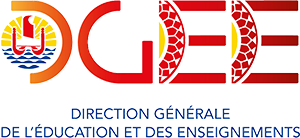 DGEE
DIRECTION GÉNÉRALE
DE L'ÉDUCATION ET DES ENSEIGNEMENTS